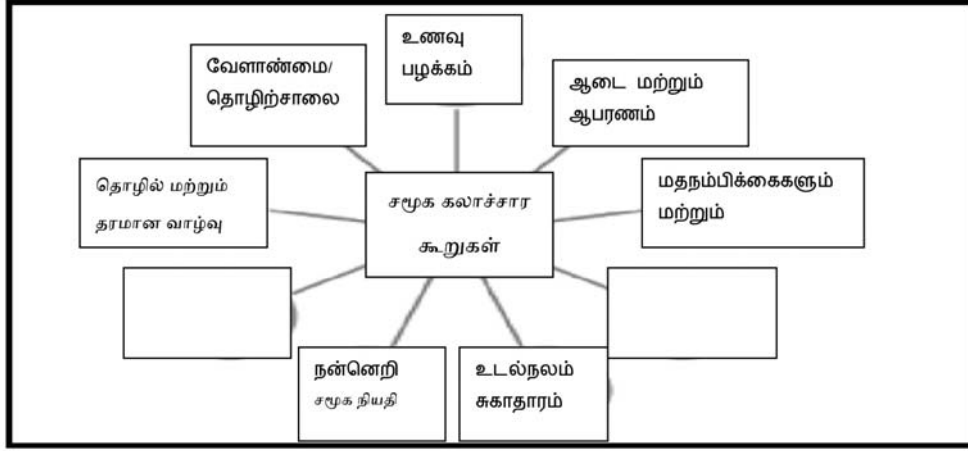 உணவு
பழக்கம்
வேளாண்மை/
தொழிற்சாலை
ஆடை மற்றும்
ஆபரணம்
தொழில் மற்றும்
தரமான வாழ்வு
சமூக கலாச்சார
கூறுகள்
மதநம்பிக்கைகளும்
மற்றும்
நன்னெறி
சமூக நியதி
உடல்நலம்
சுகாதாரம்